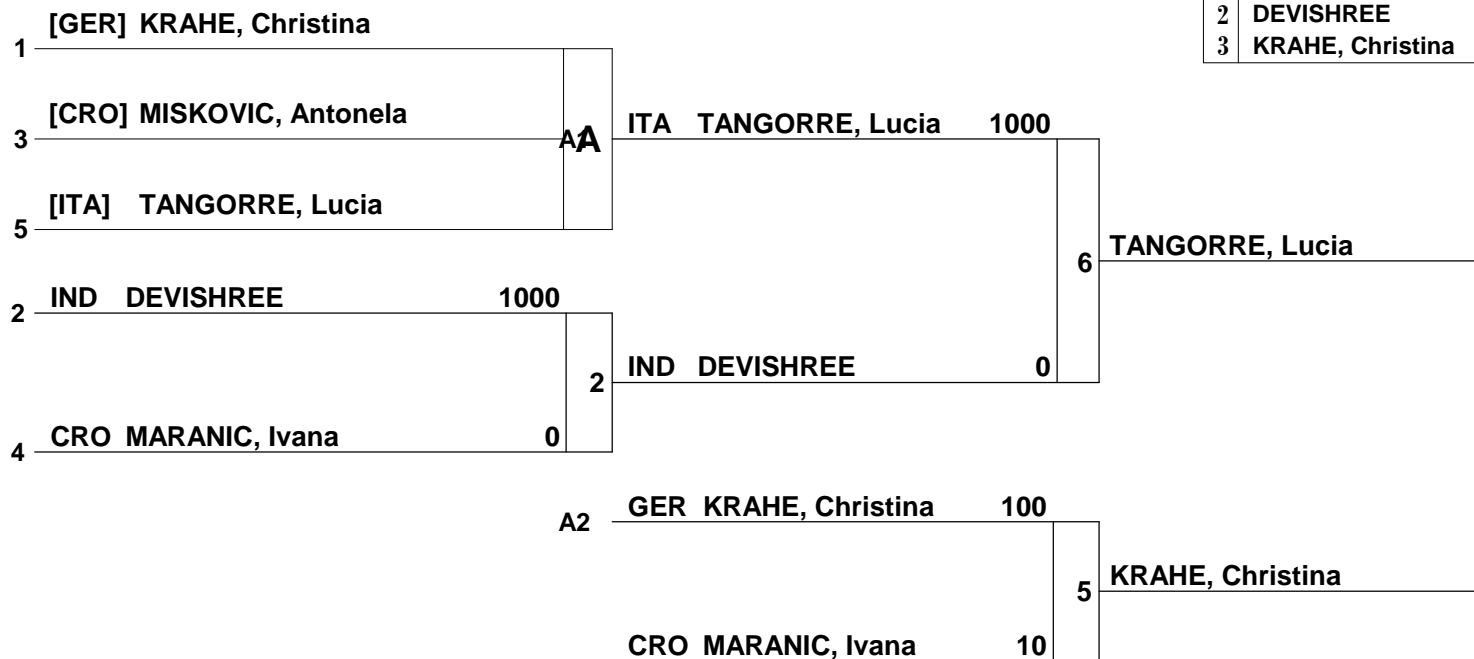 [GER] KRAHE, Christina
1
2 DEVISHREE
3 KRAHE, Christina
[CRO] MISKOVIC, Antonela
3
A1 A
ITA TANGORRE, Lucia 1000
[ITA] TANGORRE, Lucia
5
6 TANGORRE, Lucia
IND DEVISHREE 1000
2
2 IND DEVISHREE 0
CRO MARANIC, Ivana 0
4
A2 GER KRAHE, Christina 100
5 KRAHE, Christina
CRO MARANIC, Ivana 10